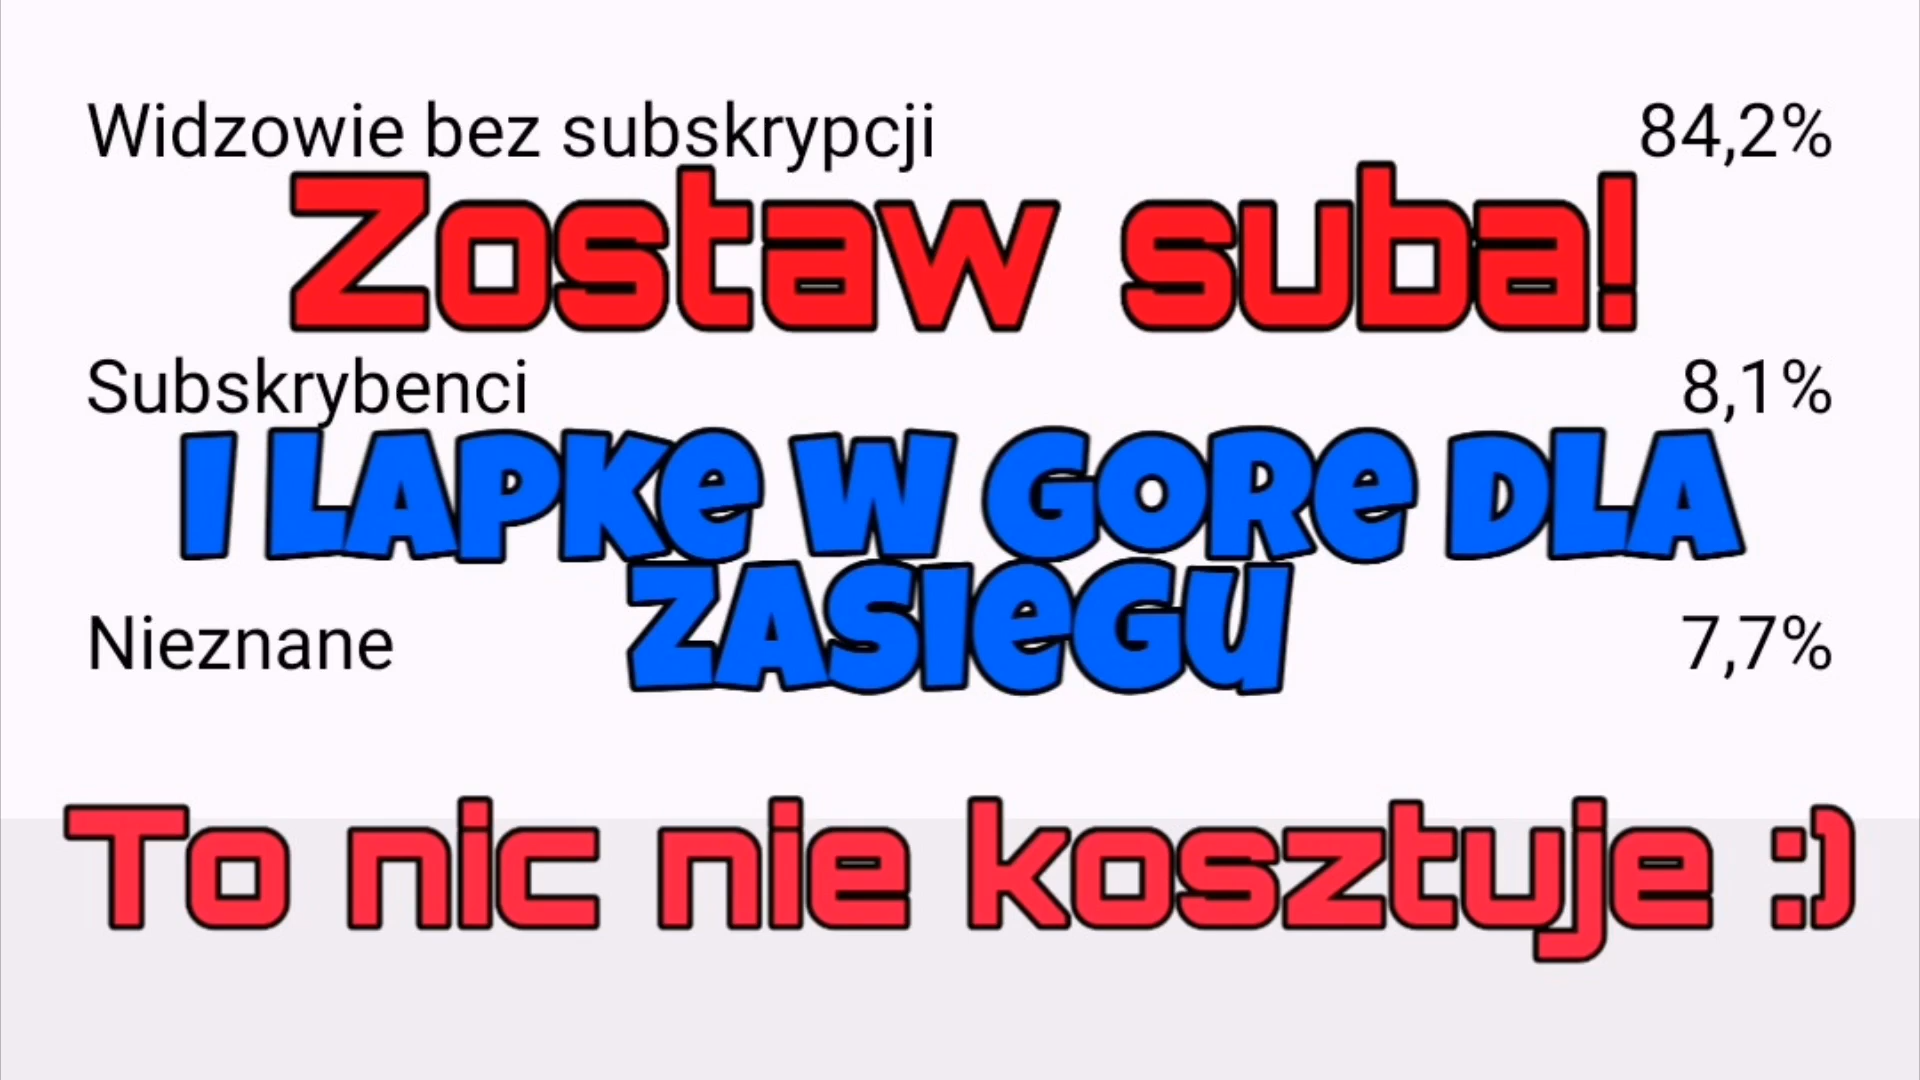 Widzowie bez subskrypcji 84,2%
Zostaw suba!
Subskrybenci 8,1%
I LAPKe W GORe DLA
ZASIeGU
Nieznane 7,7%
To nic nie kosztuje :)